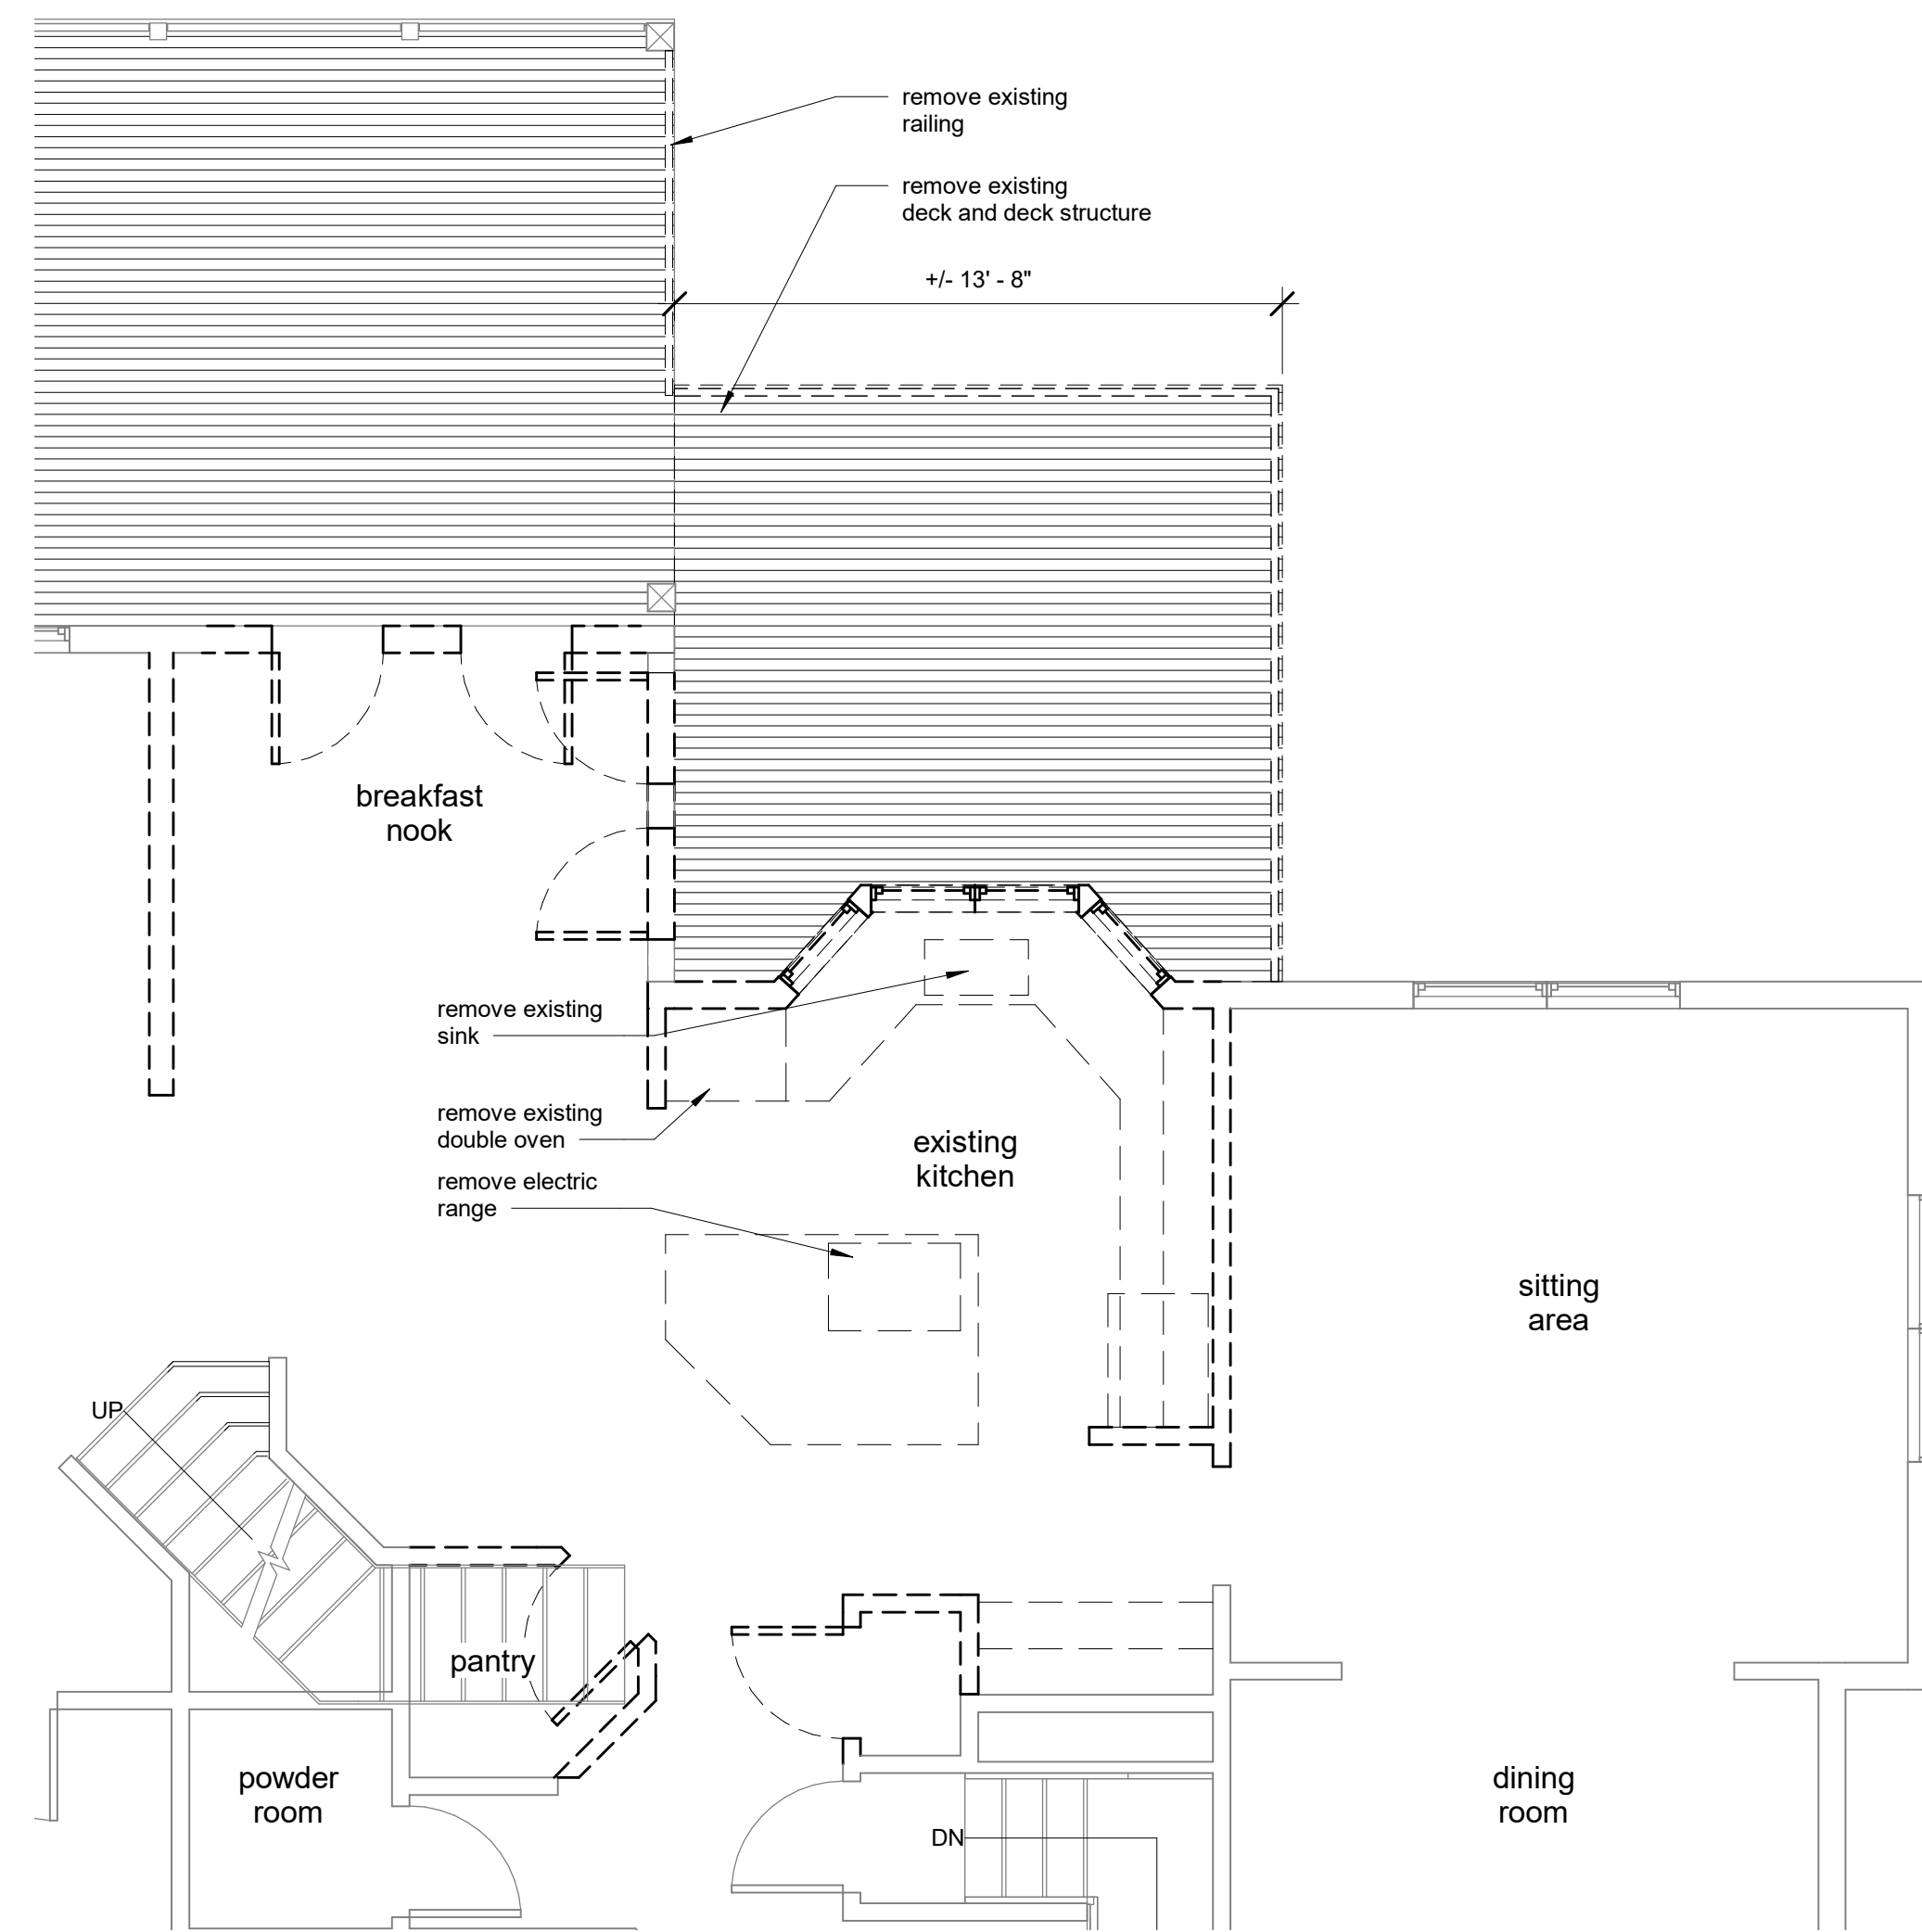 remove existing
railing
remove existing
deck and deck structure
+/- 13' - 8"
breakfast
nook
remove existing
sink
remove existing
double oven
existing
kitchen
remove electric
range
sitting
area
UP
pantry
powder
room
dining
room
DN